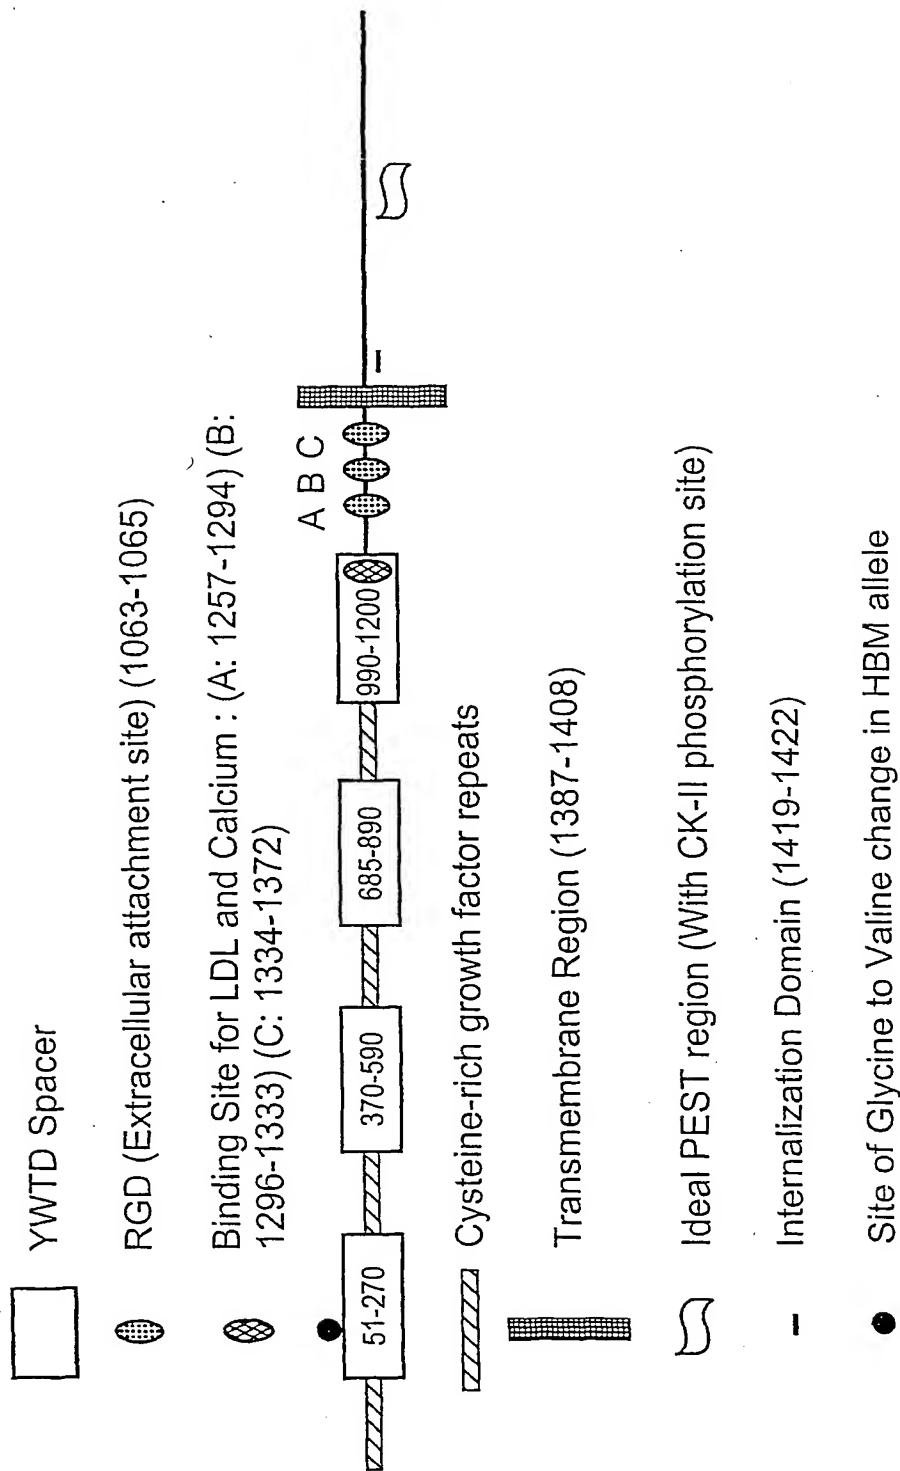 YWTD Spacer
RGD (Extracellular attachment site) (1063-1065)
Binding Site for LDL and Calcium : (A: 1257-1294) (B:
1296-1333) (C: 1334-1372)
A B C
51-270
370-590
685-890
990-1200
Cysteine-rich growth factor repeats
Transmembrane Region (1387-1408)
Ideal PEST region (With CK-II phosphorylation site)
Internalization Domain (1419-1422)
Site of Glycine to Valine change in HBM allele